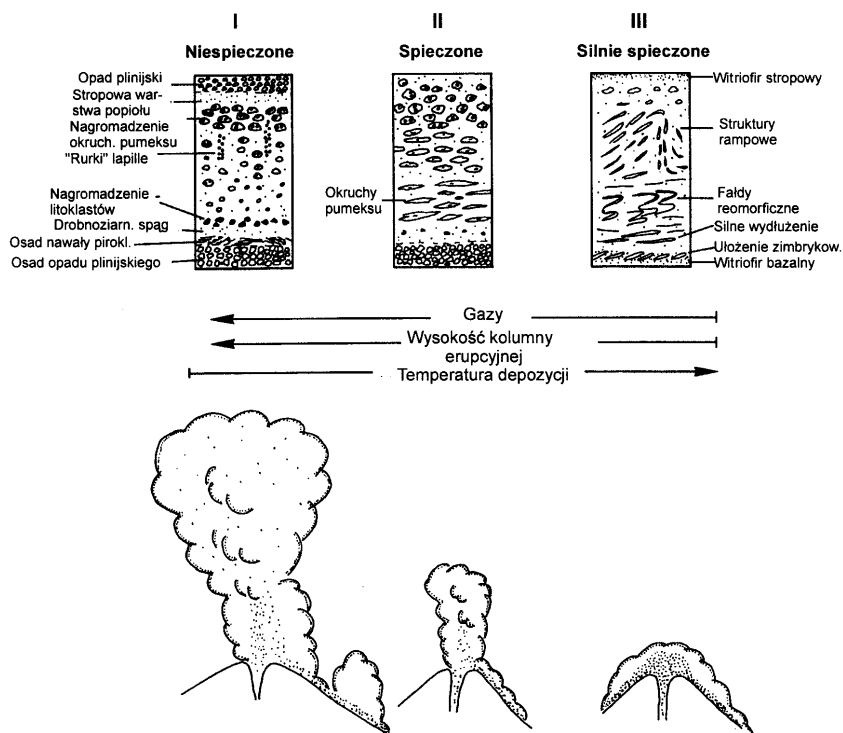 I
II
III
Niespieczone
Spieczone
Silnie spieczone
Opad plinijski
Stropowa war-
stwa popiołu
Nagromadzenie
okruch. pumeksu
"Rurki" lapille
Nagromadzenie
litoklastów
Drobnoziarn. spąg
Osad nawały pirokl.
Osad opadu plinijskiego
Okruchy
pumeksu
Witriofir stropowy
Struktury
rampowe
Fałdy
reomorficzne
Silne wydłużenie
Ułożenie zimbrykow.
Witriofir bazalny
Gazy
Wysokość kolumny
erupcyjnej
Temperatura depozycji